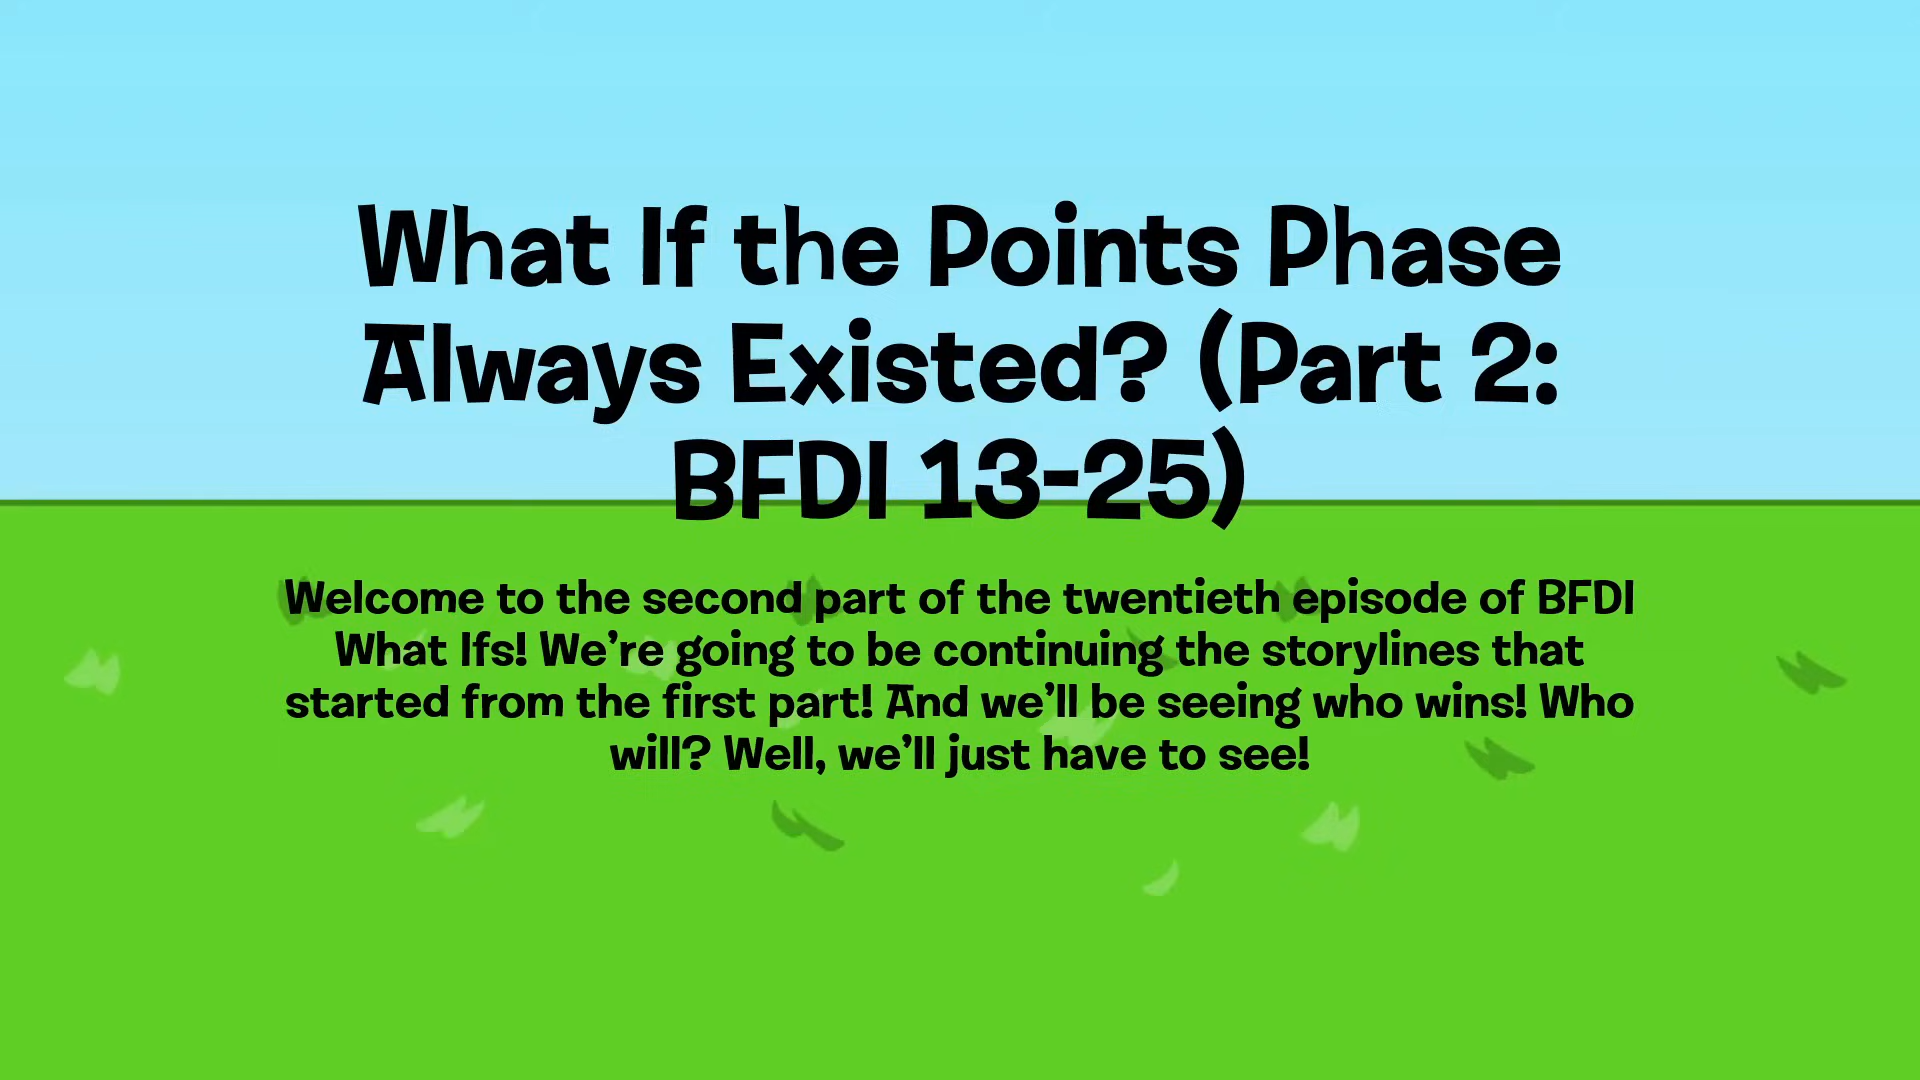 What If the Points Phase
Always Existed? (Part 2:
BFDI 13-25)
Welcome to the second part of the twentieth episode of BFDI
What Ifs! We’re going to be continuing the storylines that
started from the first part! And we’ll be seeing who wins! Who
will? Well, we’ll just have to see!